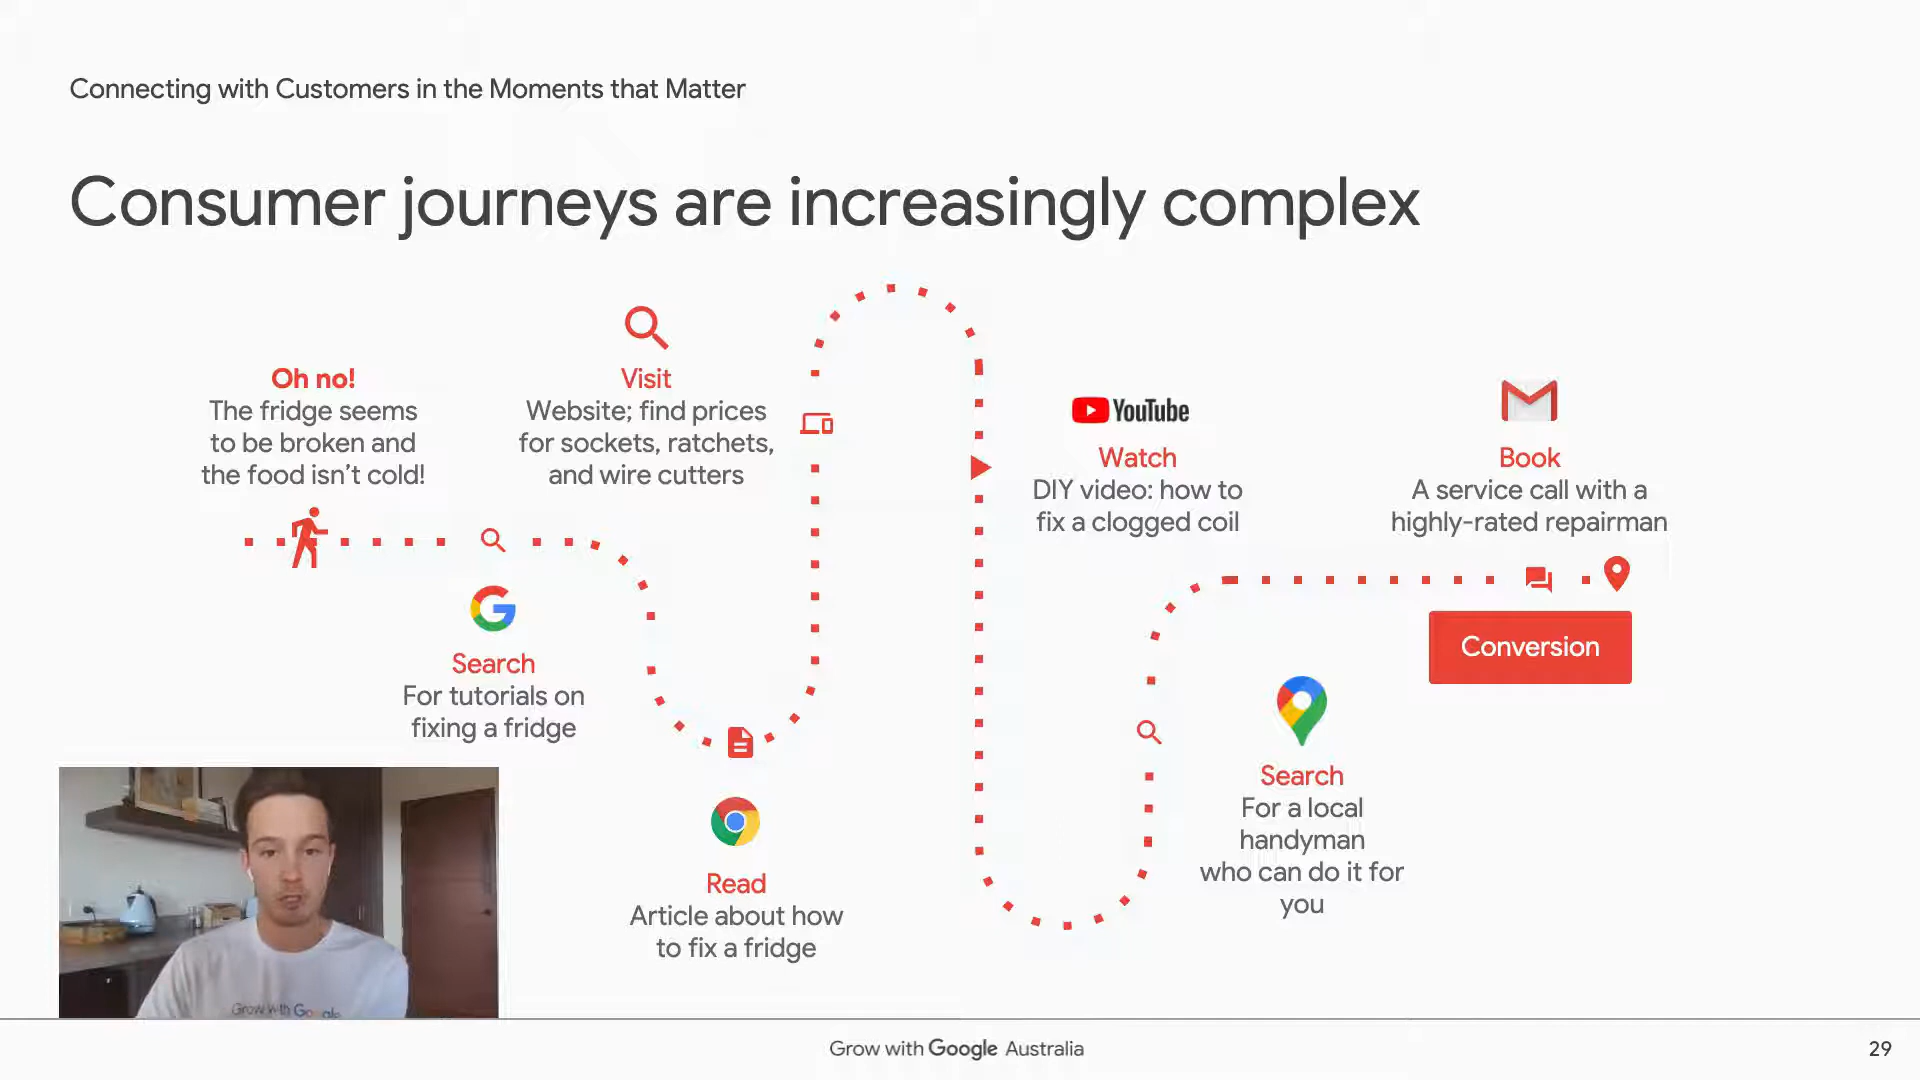 Connecting with Customers in the Moments that Matter
Consumer journeys are increasingly complex
Oh no!
The fridge seems
to be broken and
the food isn't cold!
Search
For tutorials on
fixing a fridge
Read
Article about how
to fix a fridge
Visit
Website; find prices
for sockets, ratchets,
and wire cutters
YouTube
Watch
DIY video: how to
fix a clogged coil
Search
For a local
handyman
who can do it for
you
Book
A service call with a
highly-rated repairman
Conversion
Grow with Google
Grow with Google Australia
29